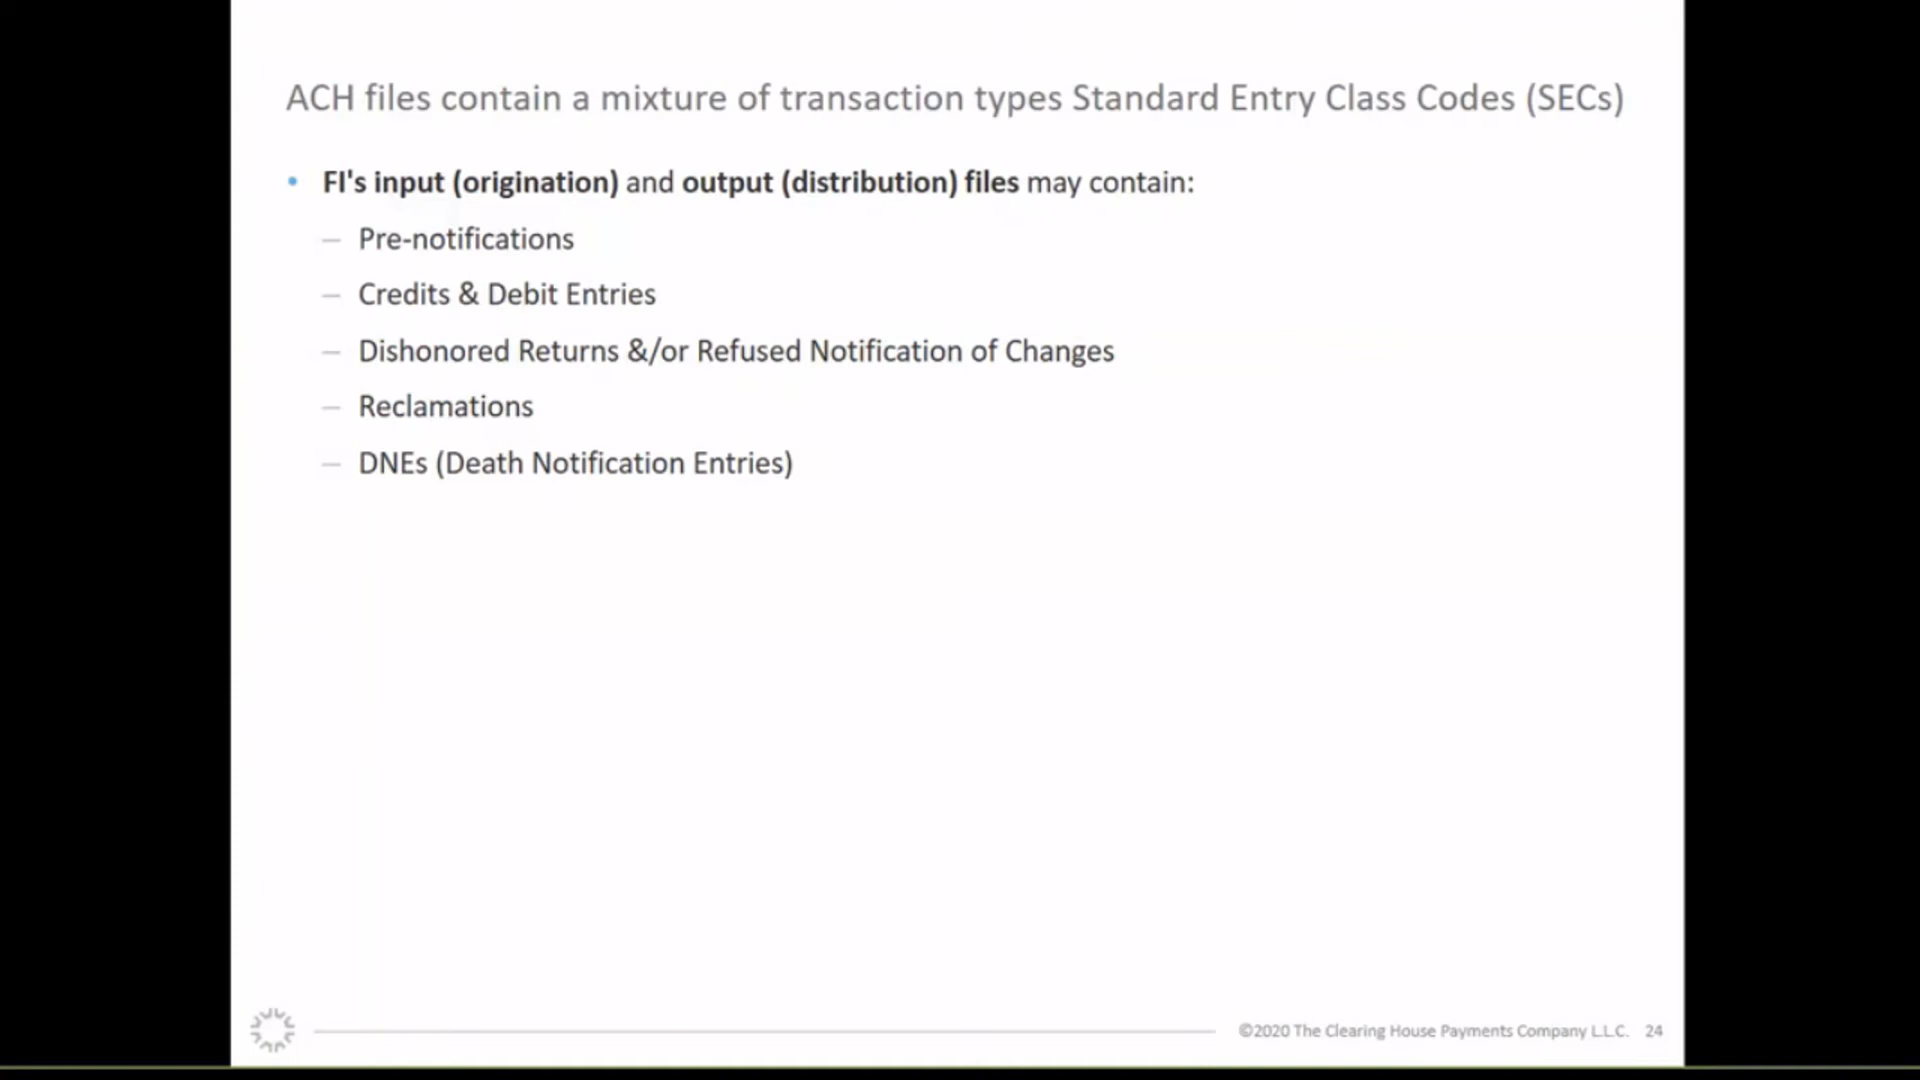 ACH files contain a mixture of transaction types Standard Entry Class Codes (SECs)
• FI's input (origination) and output (distribution) files may contain:
– Pre-notifications
– Credits & Debit Entries
– Dishonored Returns &/or Refused Notification of Changes
– Reclamations
– DNEs (Death Notification Entries)
©2020 The Clearing House Payments Company L.L.C. 24